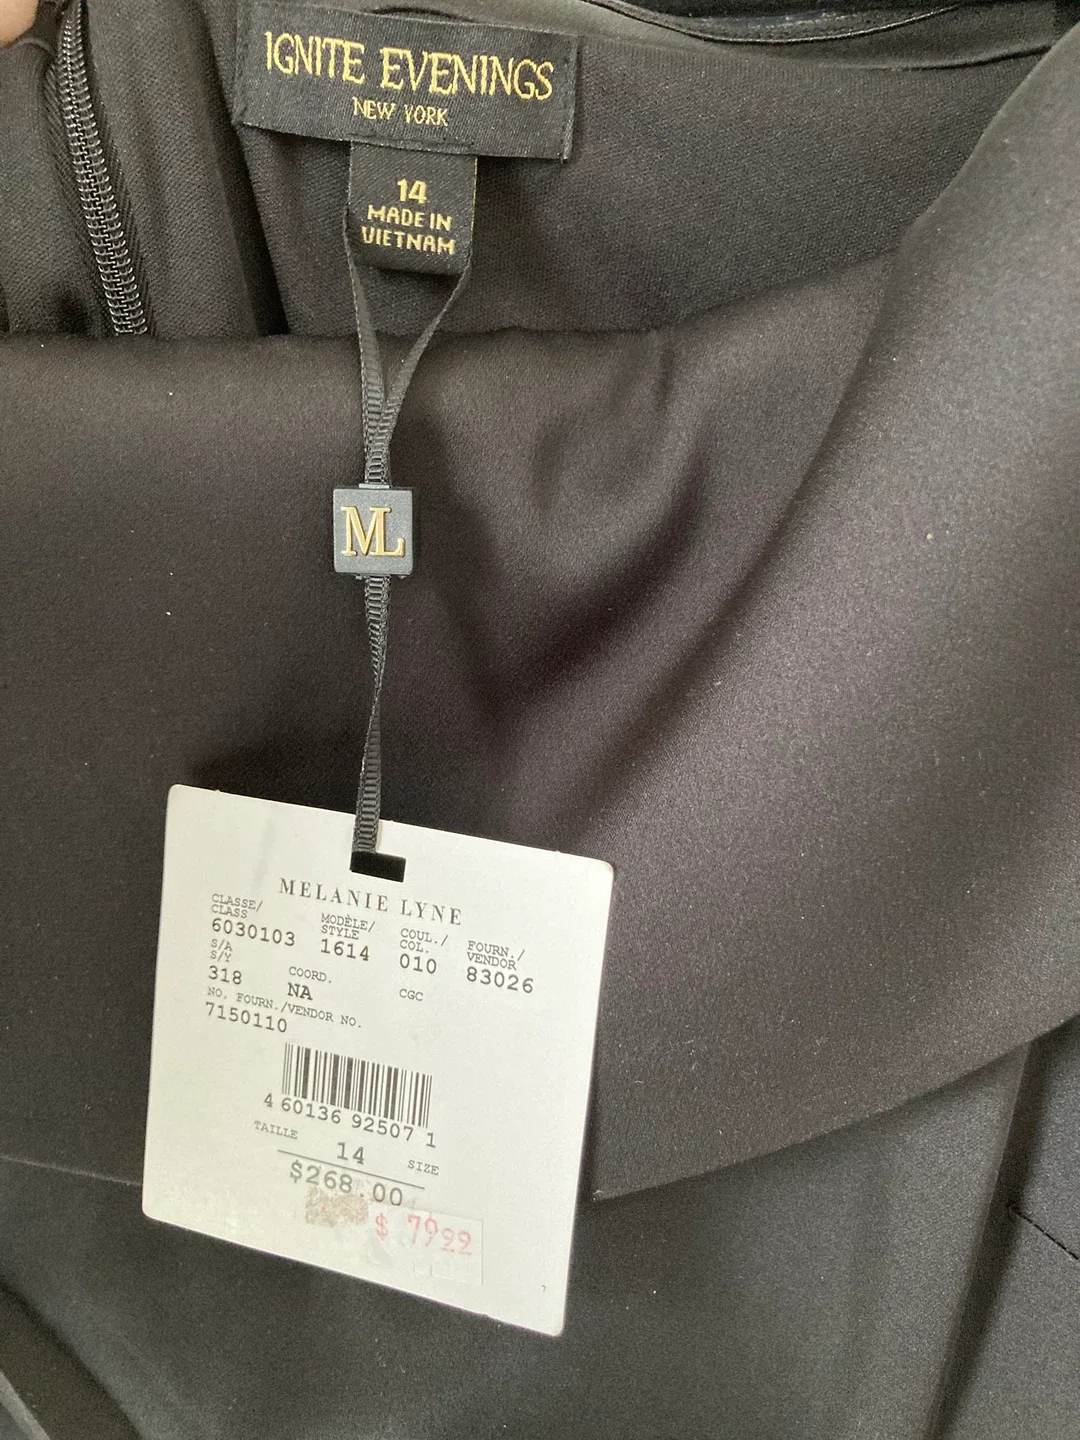 IGNITE EVENINGS
NEW YORK
14
MADE IN
VIETNAM
ML
MELANIE LYNE
CLASSE/ MODÈLE/ COUL./ FOURN./
CLASS STYLE COL. VENDOR
6030103 1614 010 83026
S/A
S/Y COORD. CGC
318 NA
NO. FOURN./VENDOR NO.
7150110
4 60136 92507 1
TAILLE 14 SIZE
$268.00
$ 79.99